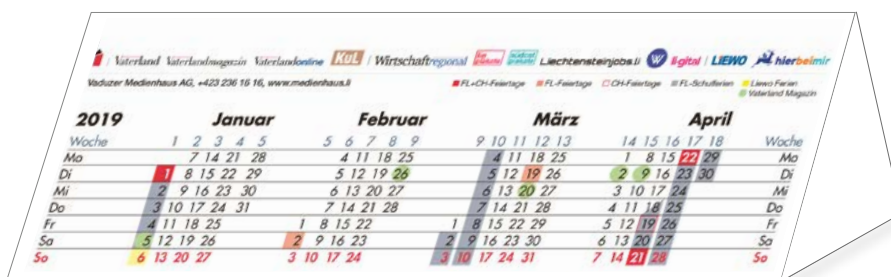 Vaterland Vaterlandmagazin Vaterlandonline KuL Wirtschaftregional Liechtensteinjobs.li W li-gital LIEWO hierbeimir
Vaduzer Medienhaus AG, +423 236 16 16, www.medienhaus.li FL+CH-Feiertage FL-Feiertage CH-Feiertage FL-Schulferien Liewo Ferien
Vaterland Magazin
2019 Januar Februar März April
Woche 1 2 3 4 5 5 6 7 8 9 9 10 11 12 13 14 15 16 17 18 Woche
Mo 7 14 21 28 4 11 18 25 4 11 18 25 1 8 15 22 29 Mo
Di 1 8 15 22 29 5 12 19 26 5 12 19 26 2 9 16 23 30 Di
Mi 2 9 16 23 30 6 13 20 27 6 13 20 27 3 10 17 24 Mi
Do 3 10 17 24 31 7 14 21 28 7 14 21 28 4 11 18 25 Do
Fr 4 11 18 25 1 8 15 22 1 8 15 22 29 5 12 19 26 Fr
Sa 5 12 19 26 2 9 16 23 2 9 16 23 30 6 13 20 27 Sa
So 6 13 20 27 3 10 17 24 3 10 17 24 31 7 14 21 28 So